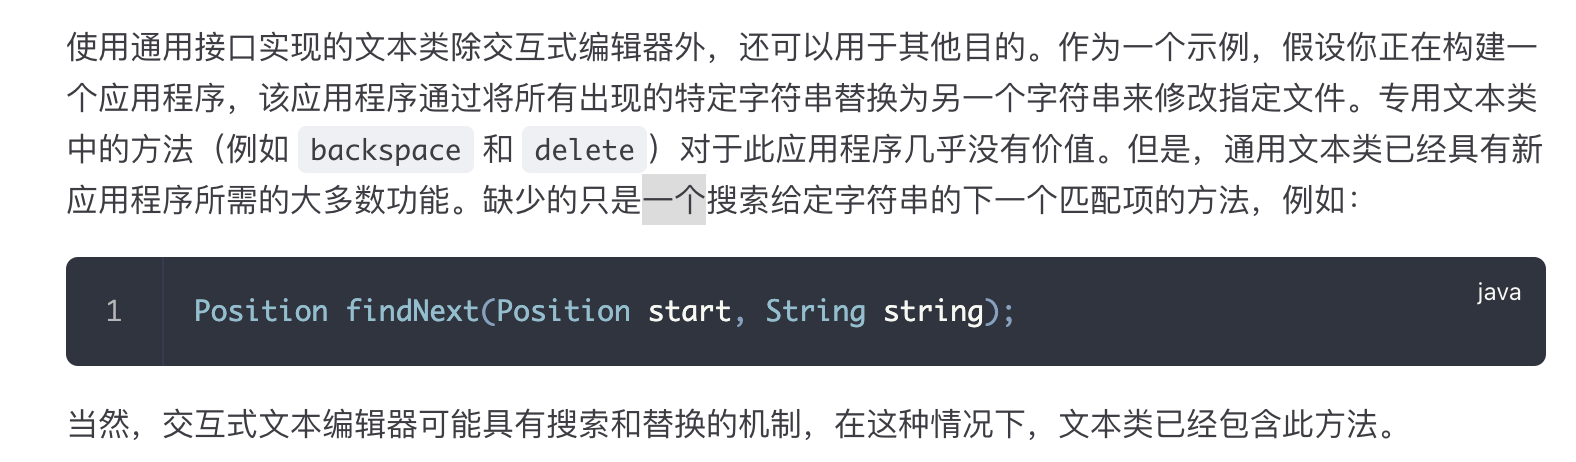 使用通用接口实现的文本类除交互式编辑器外，还可以用于其他目的。作为一个示例，假设你正在构建一
个应用程序，该应用程序通过将所有出现的特定字符串替换为另一个字符串来修改指定文件。专用文本类
中的方法（例如 backspace 和 delete）对于此应用程序几乎没有价值。但是，通用文本类已经具有新
应用程序所需的大多数功能。缺少的只是一个搜索给定字符串的下一个匹配项的方法，例如：
java
1 Position findNext(Position start, String string);
当然，交互式文本编辑器可能具有搜索和替换的机制，在这种情况下，文本类已经包含此方法。